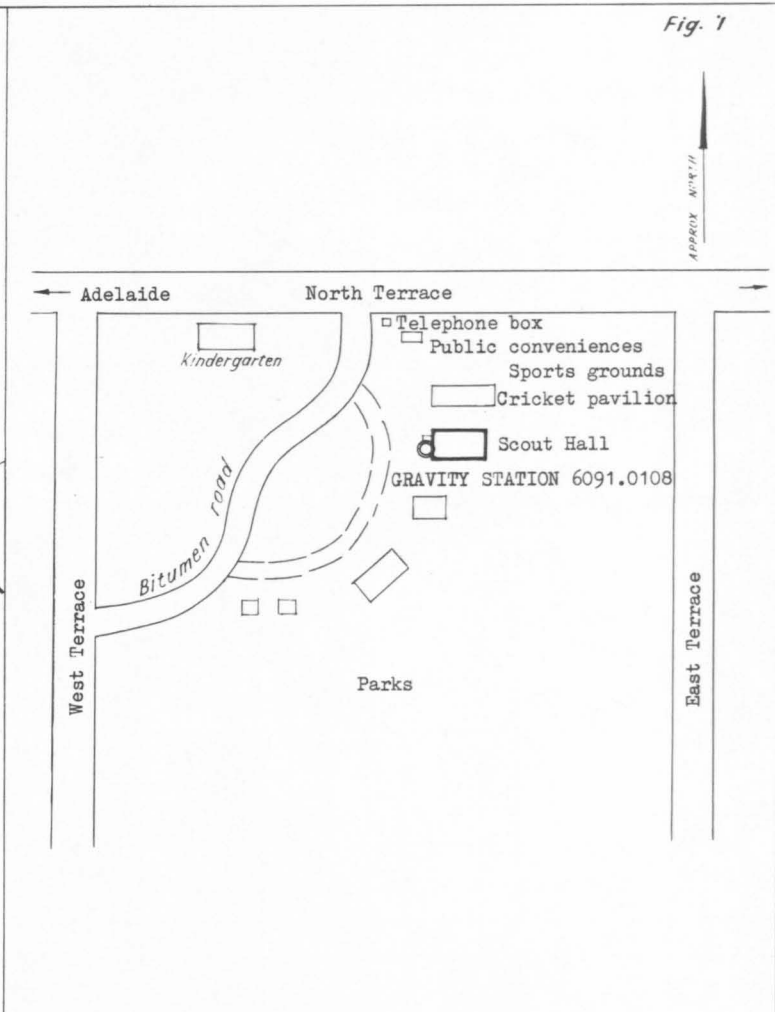 Fig. 1
APPROX NORTH
Adelaide
North Terrace
Telephone box
Kindergarten
Public conveniences
Sports grounds
Cricket pavilion
Scout Hall
GRAVITY STATION 6091.0108
Bitumen road
West Terrace
East Terrace
Parks